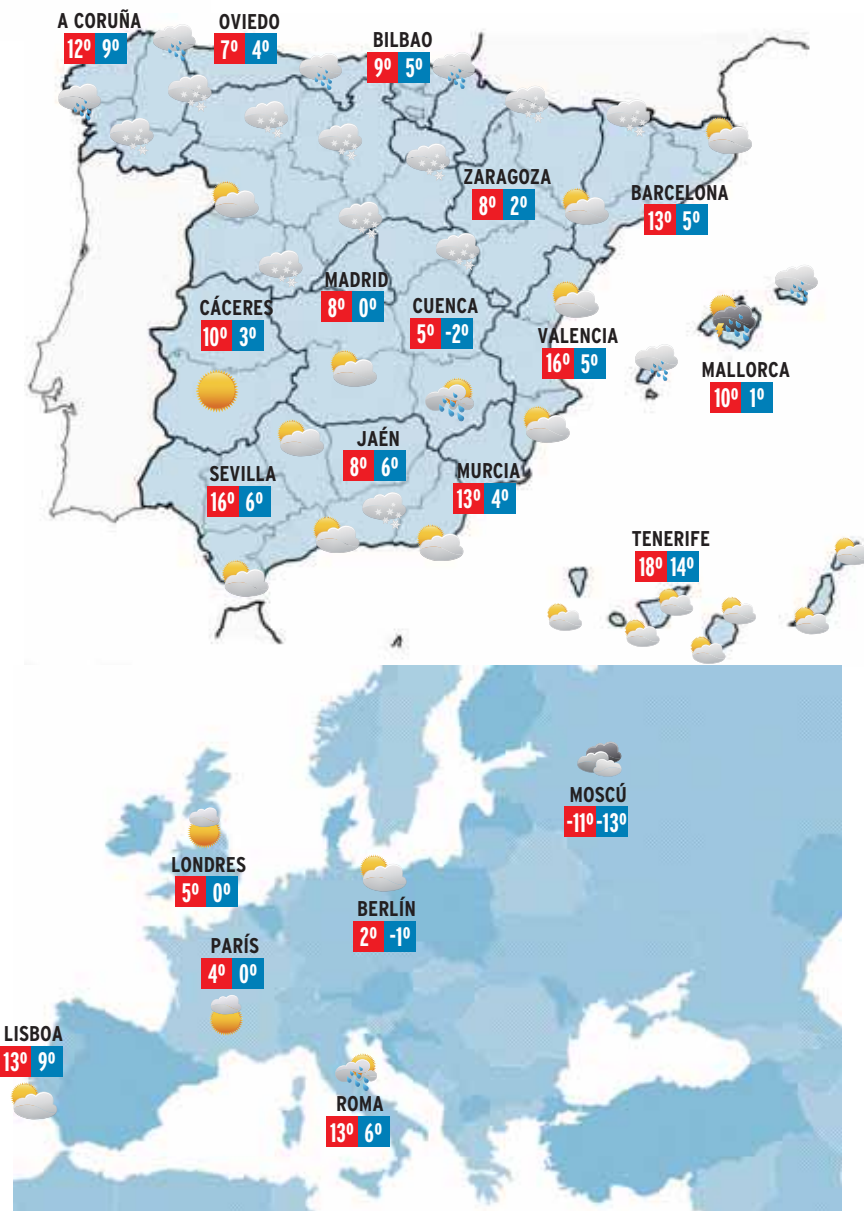 A CORUÑA
12º 9º
OVIEDO
7º 4º
BILBAO
9º 5º
ZARAGOZA
8º 2º
BARCELONA
13º 5º
MADRID
8º 0º
CÁCERES
10º 3º
CUENCA
5º -2º
VALENCIA
16º 5º
MALLORCA
10º 1º
JAÉN
8º 6º
SEVILLA
16º 6º
MURCIA
13º 4º
TENERIFE
18º 14º
MOSCÚ
-11º -13º
LONDRES
5º 0º
BERLÍN
2º -1º
PARÍS
4º 0º
LISBOA
13º 9º
ROMA
13º 6º